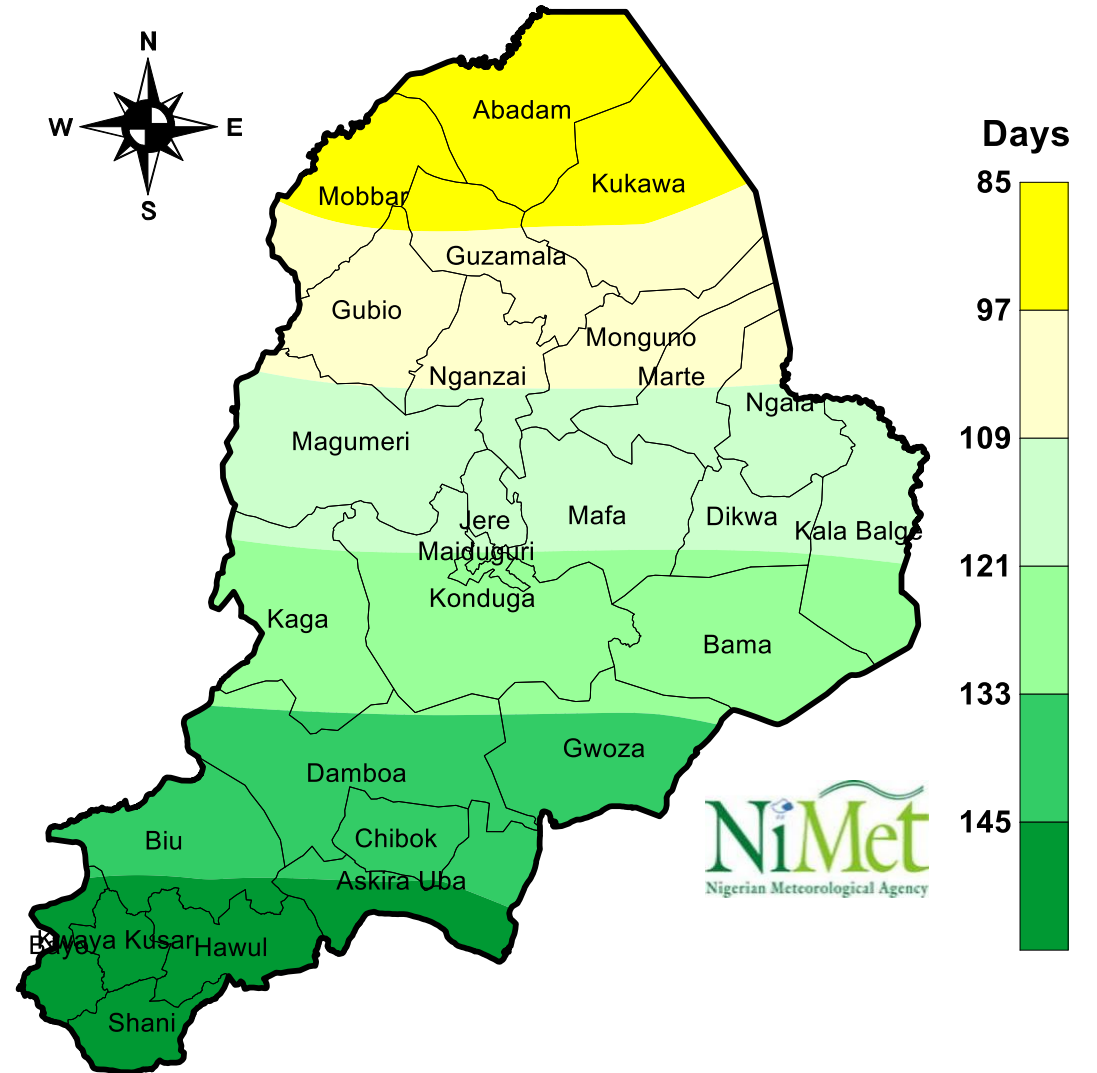 N
W
E
S
Days
85
97
109
121
133
145
Abadam
Kukawa
Mobbar
Guzamala
Gubio
Monguno
Nganzai
Marte
Ngala
Magumeri
Jere
Mafa
Dikwa
Kala Balge
Maiduguri
Konduga
Kaga
Bama
Gwoza
Damboa
Biu
Chibok
Askira Uba
Bayo
Kwaya Kusar
Hawul
Shani
NiMet
Nigerian Meteorological Agency